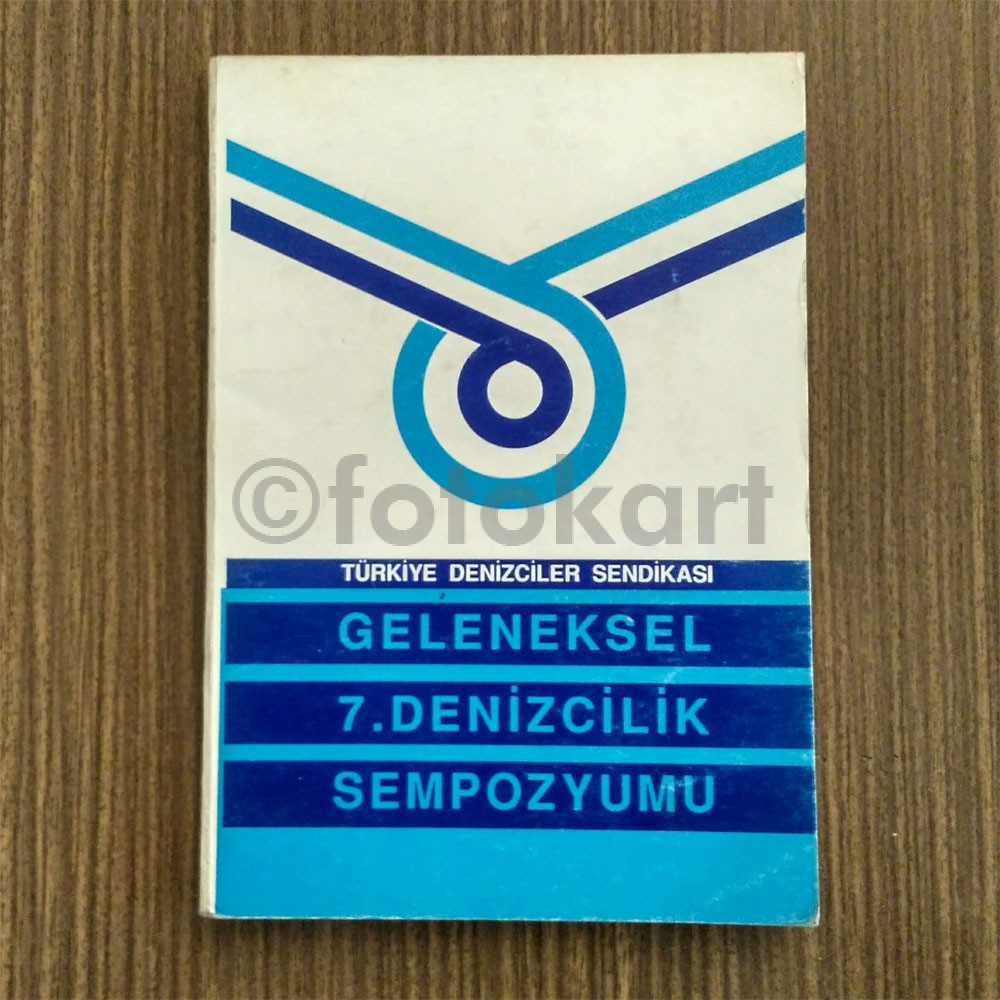 ©fotokart
TÜRKİYE DENİZCİLER SENDİKASI
GELENEKSEL
7.DENİZCİLİK
SEMPOZYUMU